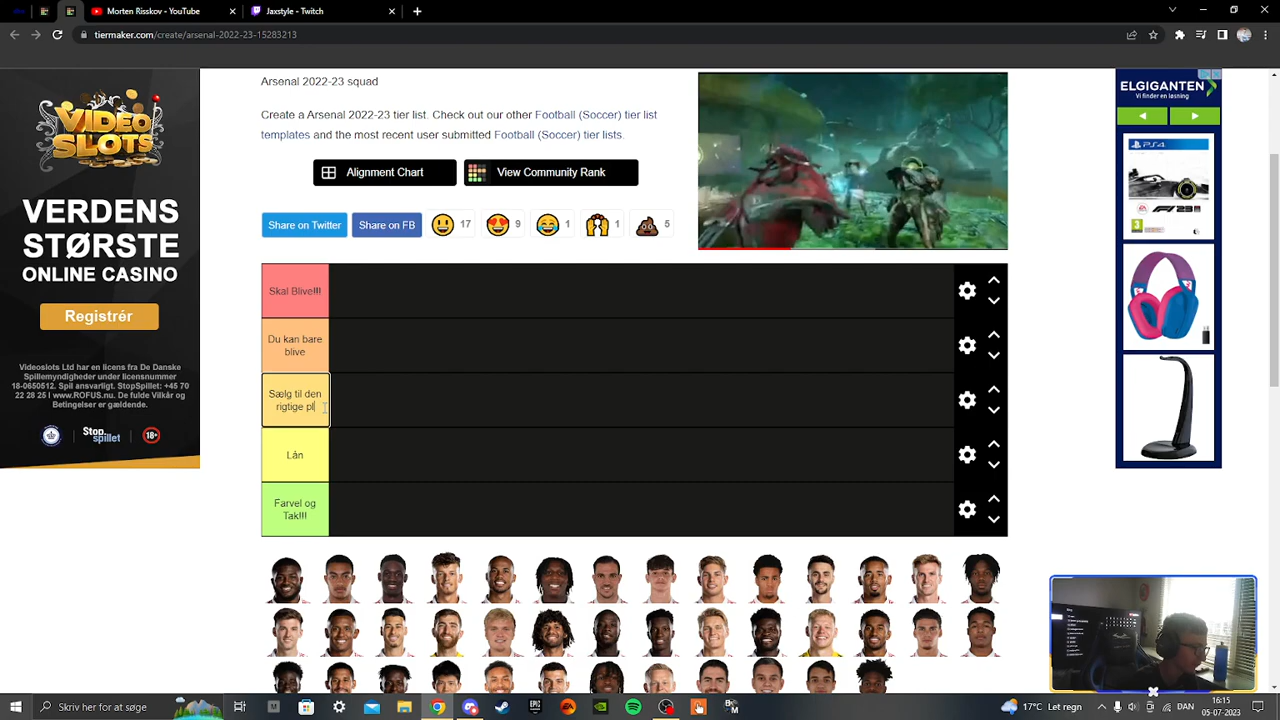 Morten Risskov - YouTube
Jaxstyle - Twitch
tiermaker.com/create/arsenal-2022-23-15283213
VIDEO
SLOTS
VERDENS
STØRSTE
ONLINE CASINO
Registrér
Videoslots Ltd har en licens fra De Danske
Spillemyndigheder under licensnummer
18-0650512. Spil ansvarligt. StopSpillet: +45 70
22 28 25 I www.ROFUS.nu. De fulde Vilkår og
Betingelser er gældende.
Stop
spillet
18+
Arsenal 2022-23 squad
Create a Arsenal 2022-23 tier list. Check out our other Football (Soccer) tier list
templates and the most recent user submitted Football (Soccer) tier lists.
Alignment Chart
View Community Rank
Share on Twitter
Share on FB
17
9
1
1
5
Skal Blive!!!
Du kan bare
blive
Sælg til den
rigtige pl
Lån
Farvel og
Tak!!!
ELGIGANTEN
Vi finder en løsning
PS4
F1 23
Skriv her for at søge
17°C Let regn
DAN
16:15
05-07-2023